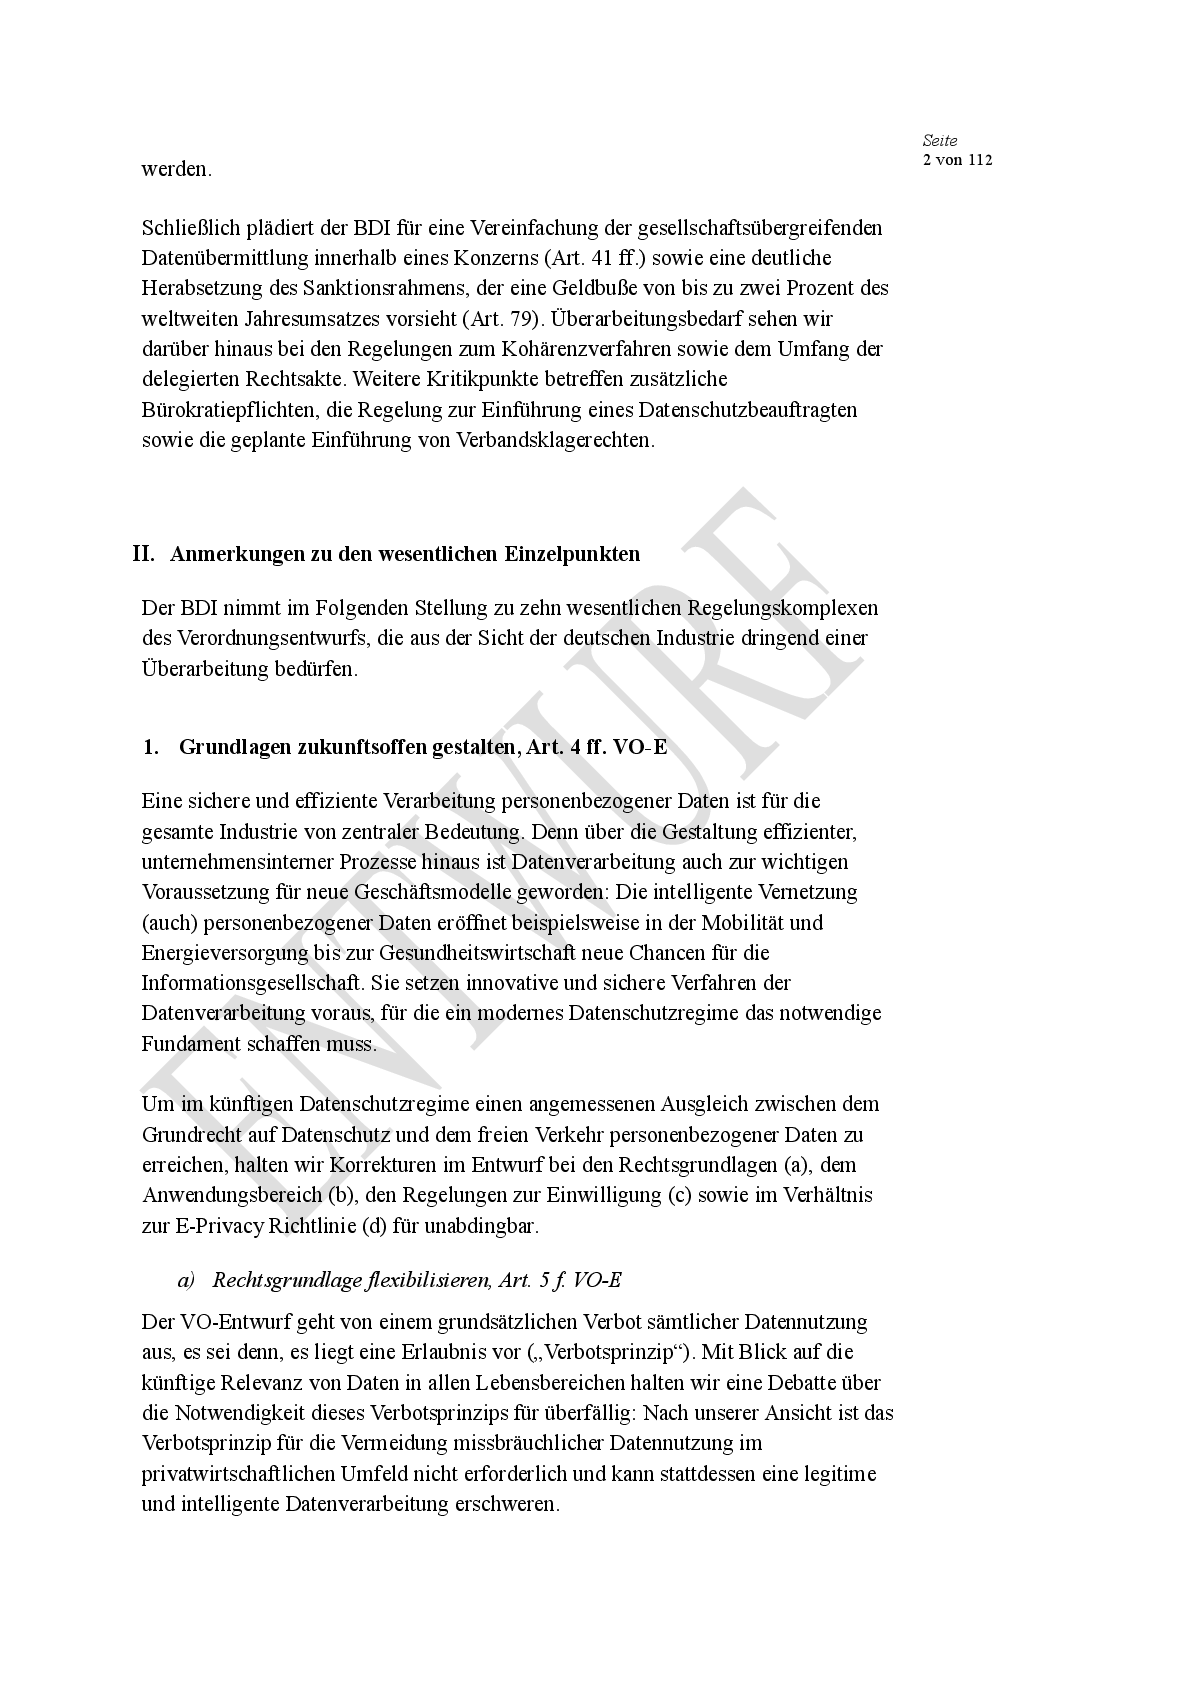 Seite
2 von 112
werden.
Schließlich plädiert der BDI für eine Vereinfachung der gesellschaftsübergreifenden
Datenübermittlung innerhalb eines Konzerns (Art. 41 ff.) sowie eine deutliche
Herabsetzung des Sanktionsrahmens, der eine Geldbuße von bis zu zwei Prozent des
weltweiten Jahresumsatzes vorsieht (Art. 79). Überarbeitungsbedarf sehen wir
darüber hinaus bei den Regelungen zum Kohärenzverfahren sowie dem Umfang der
delegierten Rechtsakte. Weitere Kritikpunkte betreffen zusätzliche
Bürokratiepflichten, die Regelung zur Einführung eines Datenschutzbeauftragten
sowie die geplante Einführung von Verbandsklagerechten.
II. Anmerkungen zu den wesentlichen Einzelpunkten
Der BDI nimmt im Folgenden Stellung zu zehn wesentlichen Regelungskomplexen
des Verordnungsentwurfs, die aus der Sicht der deutschen Industrie dringend einer
Überarbeitung bedürfen.
1. Grundlagen zukunftsoffen gestalten, Art. 4 ff. VO-E
Eine sichere und effiziente Verarbeitung personenbezogener Daten ist für die
gesamte Industrie von zentraler Bedeutung. Denn über die Gestaltung effizienter,
unternehmensinterner Prozesse hinaus ist Datenverarbeitung auch zur wichtigen
Voraussetzung für neue Geschäftsmodelle geworden: Die intelligente Vernetzung
(auch) personenbezogener Daten eröffnet beispielsweise in der Mobilität und
Energieversorgung bis zur Gesundheitswirtschaft neue Chancen für die
Informationsgesellschaft. Sie setzen innovative und sichere Verfahren der
Datenverarbeitung voraus, für die ein modernes Datenschutzregime das notwendige
Fundament schaffen muss.
Um im künftigen Datenschutzregime einen angemessenen Ausgleich zwischen dem
Grundrecht auf Datenschutz und dem freien Verkehr personenbezogener Daten zu
erreichen, halten wir Korrekturen im Entwurf bei den Rechtsgrundlagen (a), dem
Anwendungsbereich (b), den Regelungen zur Einwilligung (c) sowie im Verhältnis
zur E-Privacy Richtlinie (d) für unabdingbar.
a) Rechtsgrundlage flexibilisieren, Art. 5 f. VO-E
Der VO-Entwurf geht von einem grundsätzlichen Verbot sämtlicher Datennutzung
aus, es sei denn, es liegt eine Erlaubnis vor („Verbotsprinzip“). Mit Blick auf die
künftige Relevanz von Daten in allen Lebensbereichen halten wir eine Debatte über
die Notwendigkeit dieses Verbotsprinzips für überfällig: Nach unserer Ansicht ist das
Verbotsprinzip für die Vermeidung missbräuchlicher Datennutzung im
privatwirtschaftlichen Umfeld nicht erforderlich und kann stattdessen eine legitime
und intelligente Datenverarbeitung erschweren.
ENTWURF